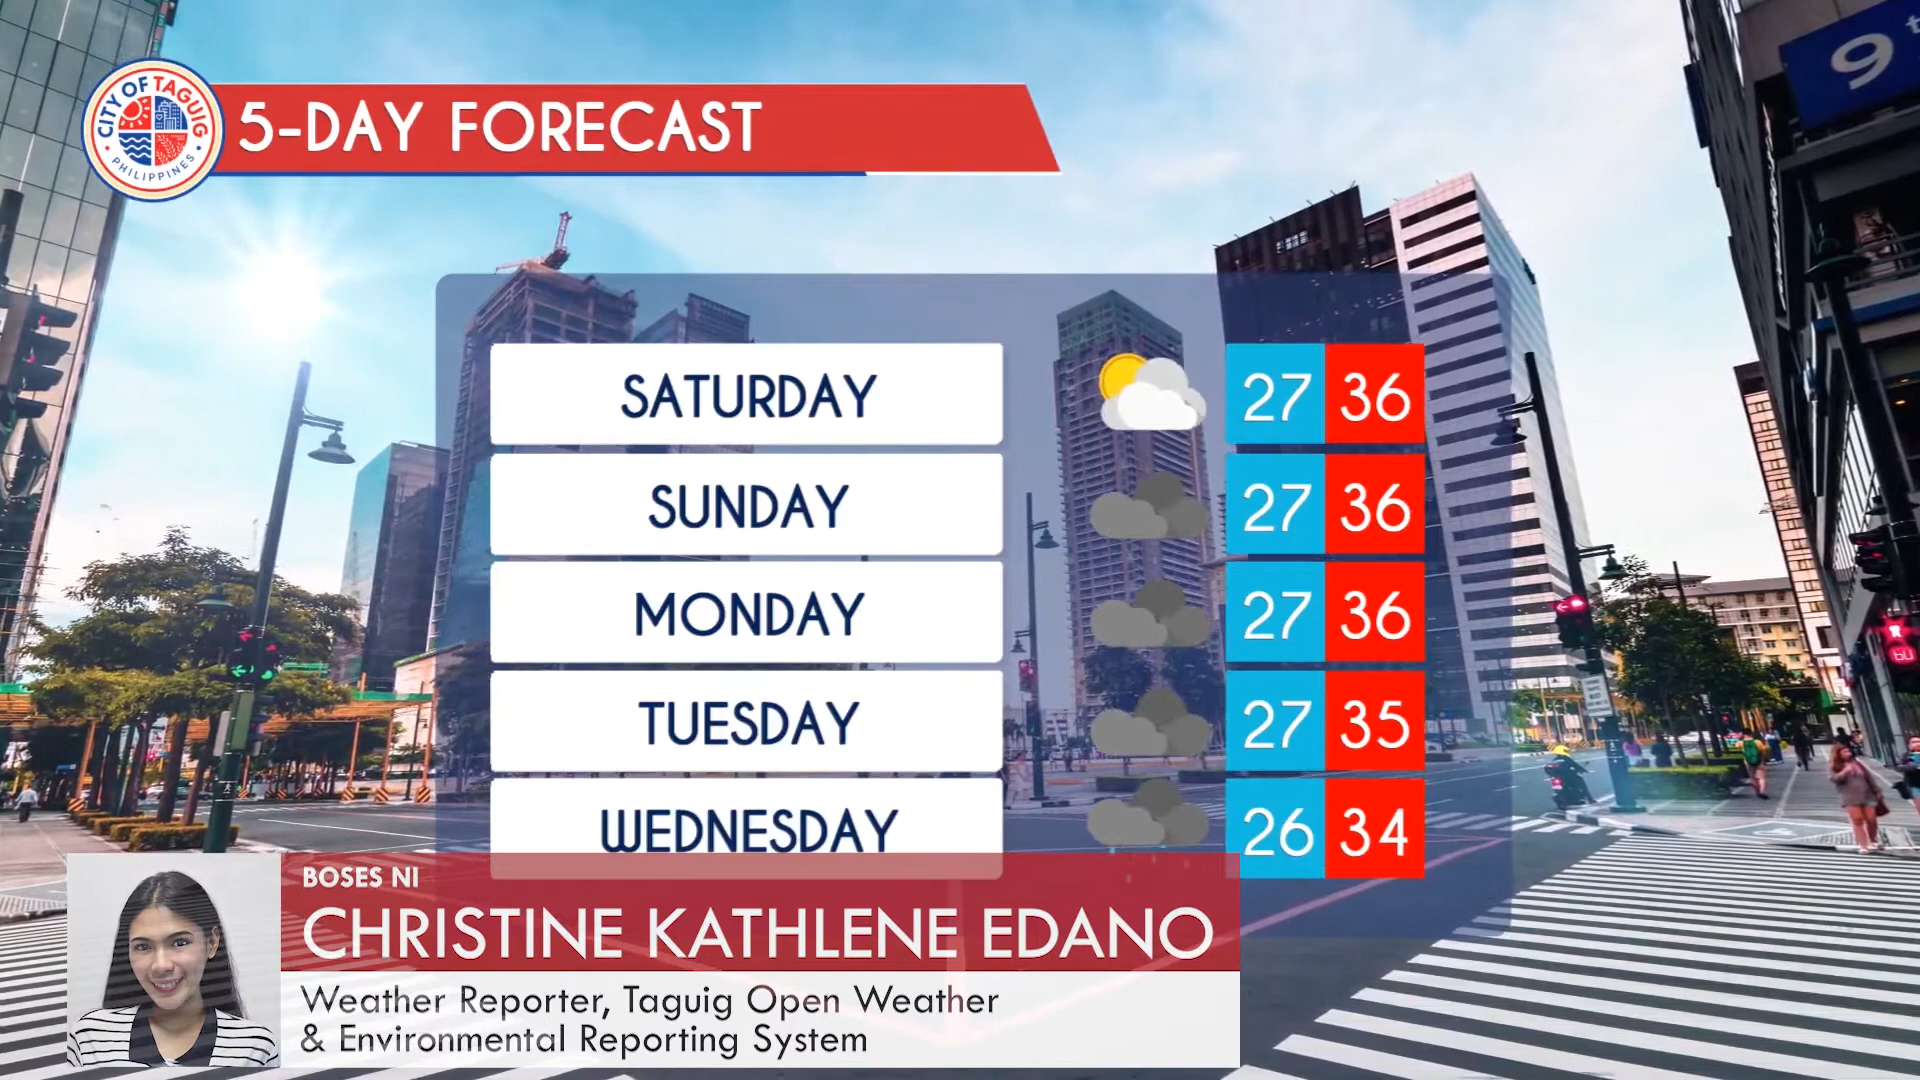 CITY OF TAGUIG
PHILIPPINES
5-DAY FORECAST
9
SATURDAY 27 36
SUNDAY 27 36
MONDAY 27 36
TUESDAY 27 35
WEDNESDAY 26 34
BOSES NI
CHRISTINE KATHLENE EDANO
Weather Reporter, Taguig Open Weather
& Environmental Reporting System